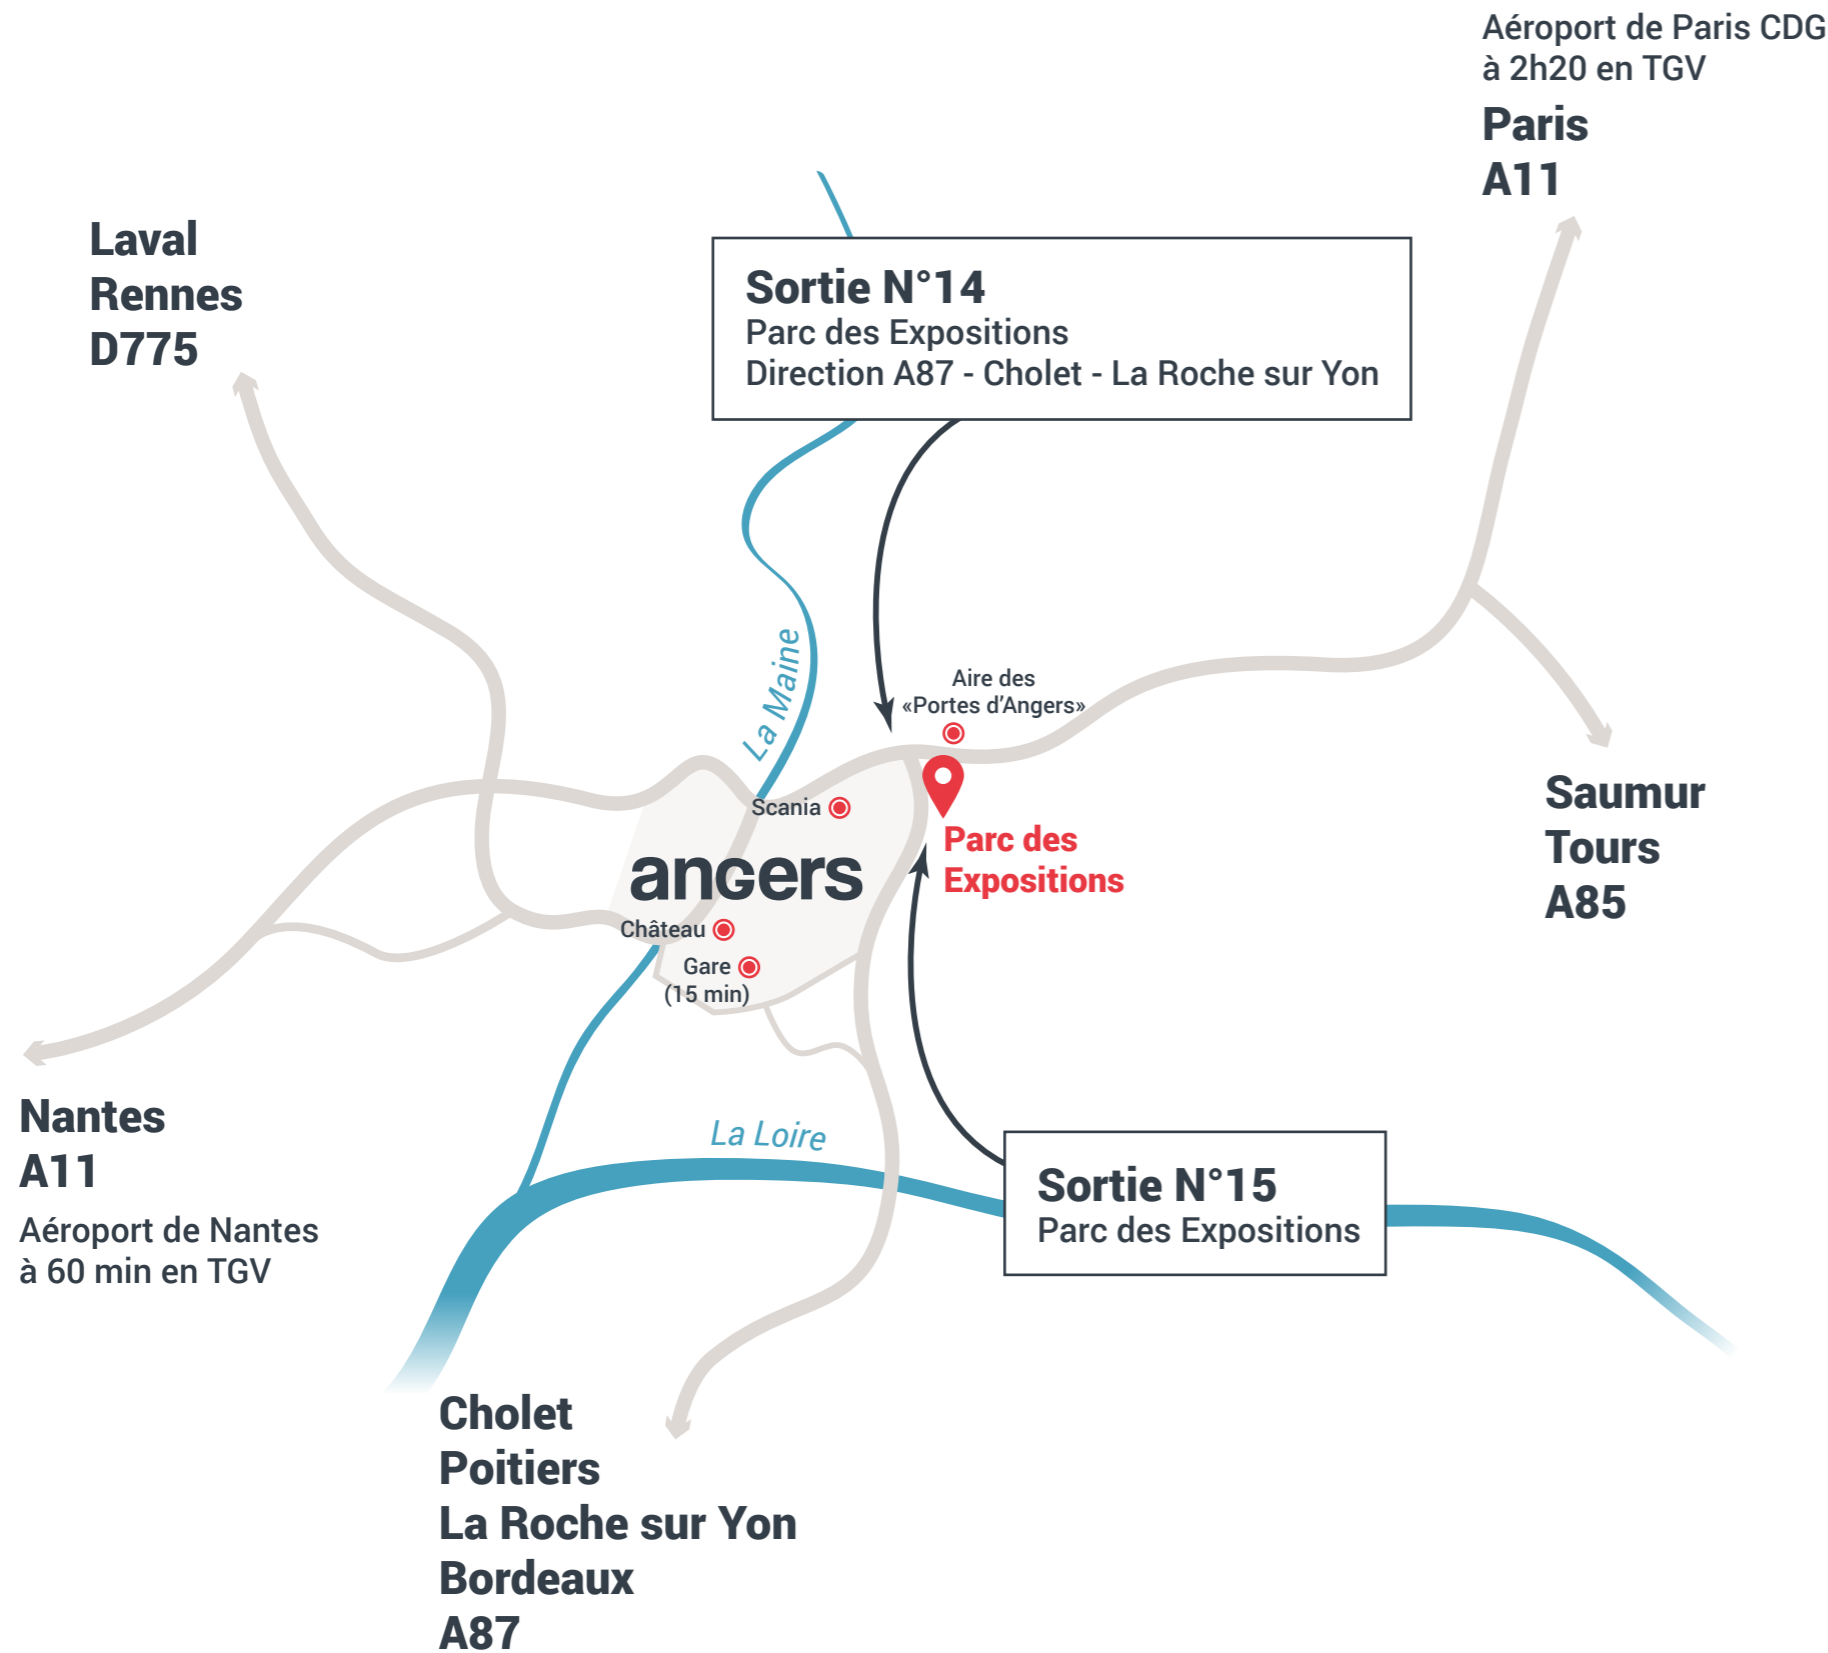 Aéroport de Paris CDG
à 2h20 en TGV
Paris
A11
Laval
Rennes
D775
Sortie N°14
Parc des Expositions
Direction A87 - Cholet - La Roche sur Yon
La Maine
Aire des
«Portes d'Angers»
Scania
angers
Parc des
Expositions
Saumur
Tours
A85
Château
Gare
(15 min)
Nantes
A11
Aéroport de Nantes
à 60 min en TGV
La Loire
Sortie N°15
Parc des Expositions
Cholet
Poitiers
La Roche sur Yon
Bordeaux
A87